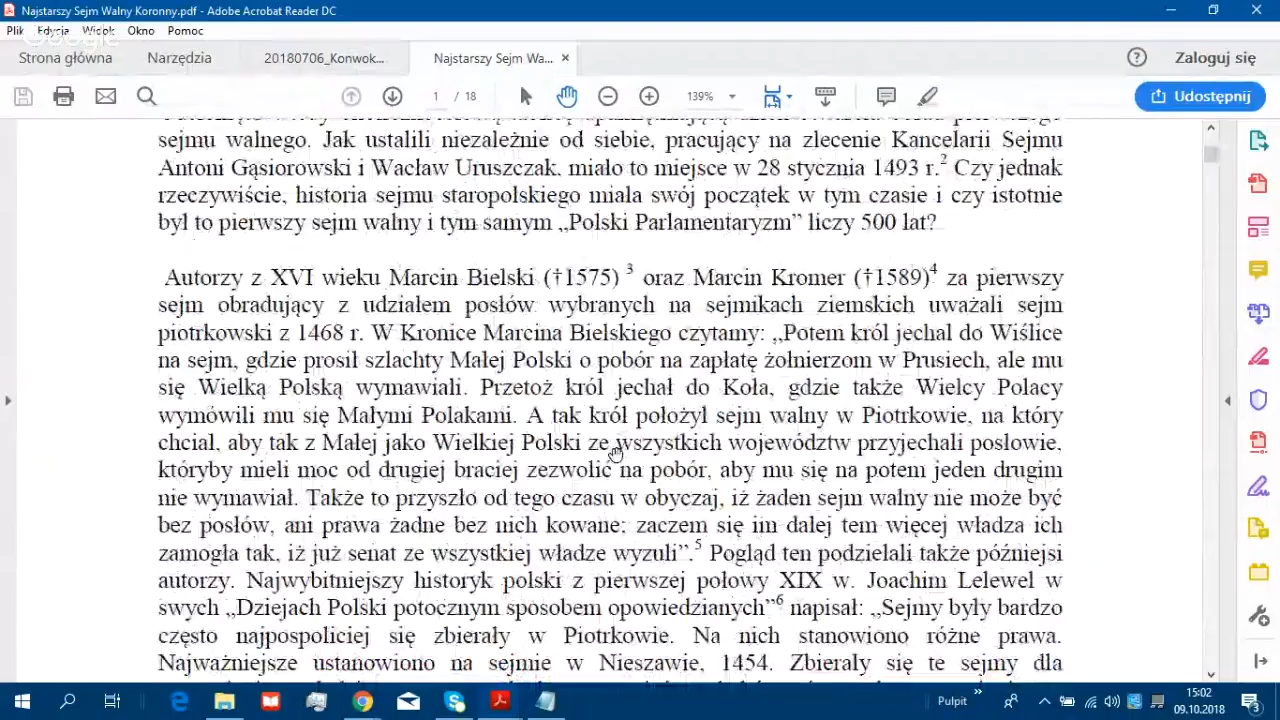 Najstarszy Sejm Walny Koronny.pdf - Adobe Acrobat Reader DC
Plik Edycja Widok Okno Pomoc
Google
Strona główna Narzędzia 20180706_Konwok... Najstarszy Sejm Wa... × Zaloguj się
1 / 18 139% Udostępnij
sejmu walnego. Jak ustalili niezależnie od siebie, pracujący na zlecenie Kancelarii Sejmu
Antoni Gąsiorowski i Wacław Uruszczak, miało to miejsce w 28 stycznia 1493 r.2 Czy jednak
rzeczywiście, historia sejmu staropolskiego miała swój początek w tym czasie i czy istotnie
był to pierwszy sejm walny i tym samym „Polski Parlamentaryzm” liczy 500 lat?
Autorzy z XVI wieku Marcin Bielski (†1575) 3 oraz Marcin Kromer (†1589)4 za pierwszy
sejm obradujący z udziałem posłów wybranych na sejmikach ziemskich uważali sejm
piotrkowski z 1468 r. W Kronice Marcina Bielskiego czytamy: „Potem król jechał do Wiślice
na sejm, gdzie prosił szlachty Małej Polski o pobór na zapłatę żołnierzom w Prusiech, ale mu
się Wielką Polską wymawiali. Przetoż król jechał do Koła, gdzie także Wielcy Polacy
wymówili mu się Małymi Polakami. A tak król położył sejm walny w Piotrkowie, na który
chciał, aby tak z Małej jako Wielkiej Polski ze wszystkich województw przyjechali posłowie,
któryby mieli moc od drugiej braciej zezwolić na pobór, aby mu się na potem jeden drugim
nie wymawiał. Także to przyszło od tego czasu w obyczaj, iż żaden sejm walny nie może być
bez posłów, ani prawa żadne bez nich kowane; zaczem się im dalej tem więcej władza ich
zamogła tak, iż już senat ze wszystkiej władze wyzuli”.5 Pogląd ten podzielali także późniejsi
autorzy. Najwybitniejszy historyk polski z pierwszej połowy XIX w. Joachim Lelewel w
swych „Dziejach Polski potocznym sposobem opowiedzianych”6 napisał: „Sejmy były bardzo
często najpospoliciej się zbierały w Piotrkowie. Na nich stanowiono różne prawa.
Najważniejsze ustanowiono na sejmie w Nieszawie, 1454. Zbierały się te sejmy dla
Pulpit » 15:02
09.10.2018 3